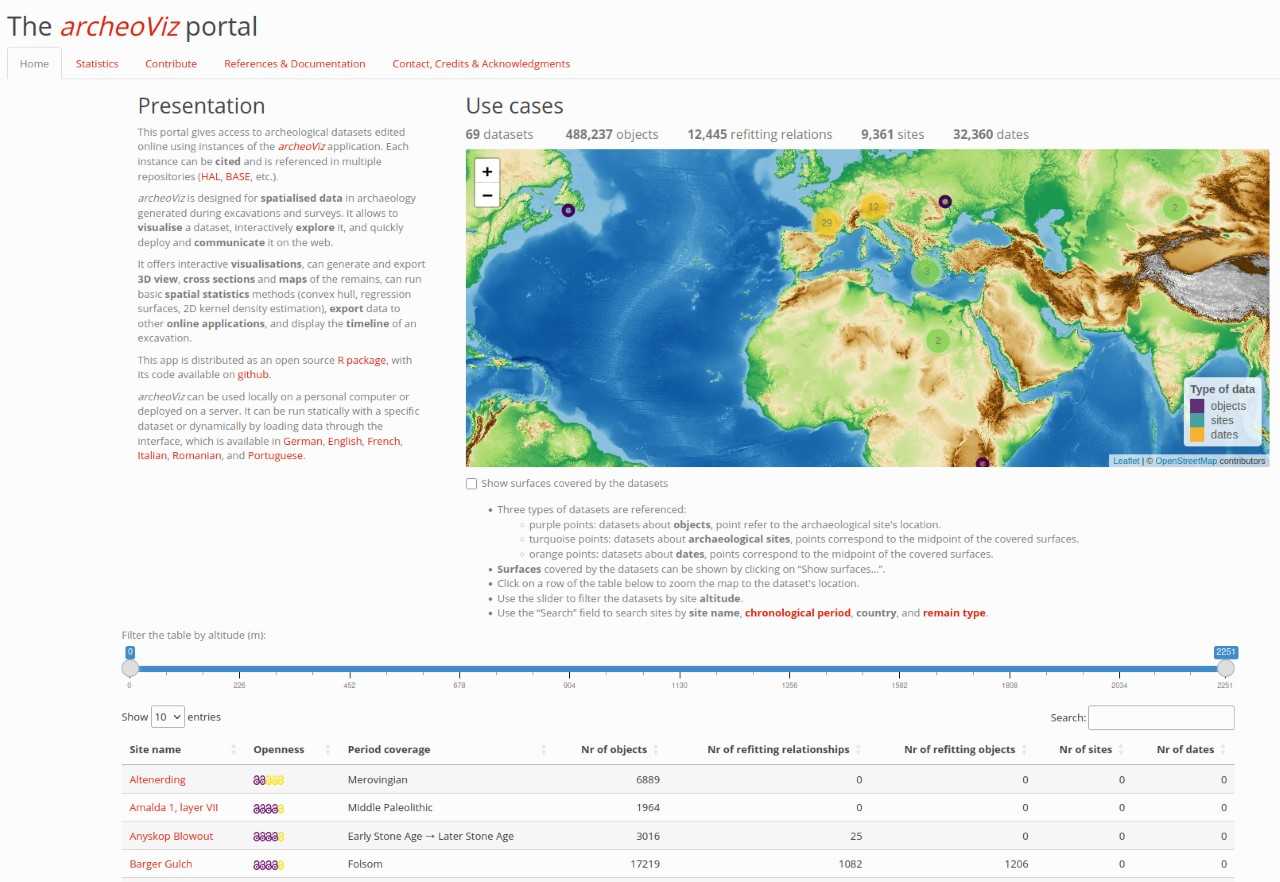 The archeoViz portal
Home
Statistics
Contribute
References & Documentation
Contact, Credits & Acknowledgments
Presentation
This portal gives access to archeological datasets edited
online using instances of the archeoViz application. Each
instance can be cited and is referenced in multiple
repositories (HAL, BASE, etc.).
archeoViz is designed for spatialised data in archaeology
generated during excavations and surveys. It allows to
visualise a dataset, interactively explore it, and quickly
deploy and communicate it on the web.
It offers interactive visualisations, can generate and export
3D view, cross sections and maps of the remains, can run
basic spatial statistics methods (convex hull, regression
surfaces, 2D kernel density estimation), export data to
other online applications, and display the timeline of an
excavation.
This app is distributed as an open source R package, with
its code available on github.
archeoViz can be used locally on a personal computer or
deployed on a server. It can be run statically with a specific
dataset or dynamically by loading data through the
interface, which is available in German, English, French,
Italian, Romanian, and Portuguese.
Use cases
69 datasets 488,237 objects 12,445 refitting relations 9,361 sites 32,360 dates
+
−
29
12
2
3
2
Type of data
objects
sites
dates
Leaflet | © OpenStreetMap contributors
Show surfaces covered by the datasets
• Three types of datasets are referenced:
◦ purple points: datasets about objects, point refer to the archaeological site's location.
◦ turquoise points: datasets about archaeological sites, points correspond to the midpoint of the covered surfaces.
◦ orange points: datasets about dates, points correspond to the midpoint of the covered surfaces.
• Surfaces covered by the datasets can be shown by clicking on “Show surfaces...”.
• Click on a row of the table below to zoom the map to the dataset's location.
• Use the slider to filter the datasets by site altitude.
• Use the “Search” field to search sites by site name, chronological period, country, and remain type.
Filter the table by altitude (m):
0 2251
0 226 452 678 904 1130 1356 1582 1808 2034 2251
Show 10 entries
Search:
Site name Openness Period coverage Nr of objects Nr of refitting relationships Nr of refitting objects Nr of sites Nr of dates
Altenerding Merovingian 6889 0 0 0 0
Amalda 1, layer VII Middle Paleolithic 1964 0 0 0 0
Anyskop Blowout Early Stone Age → Later Stone Age 3016 25 0 0 0
Barger Gulch Folsom 17219 1082 1206 0 0